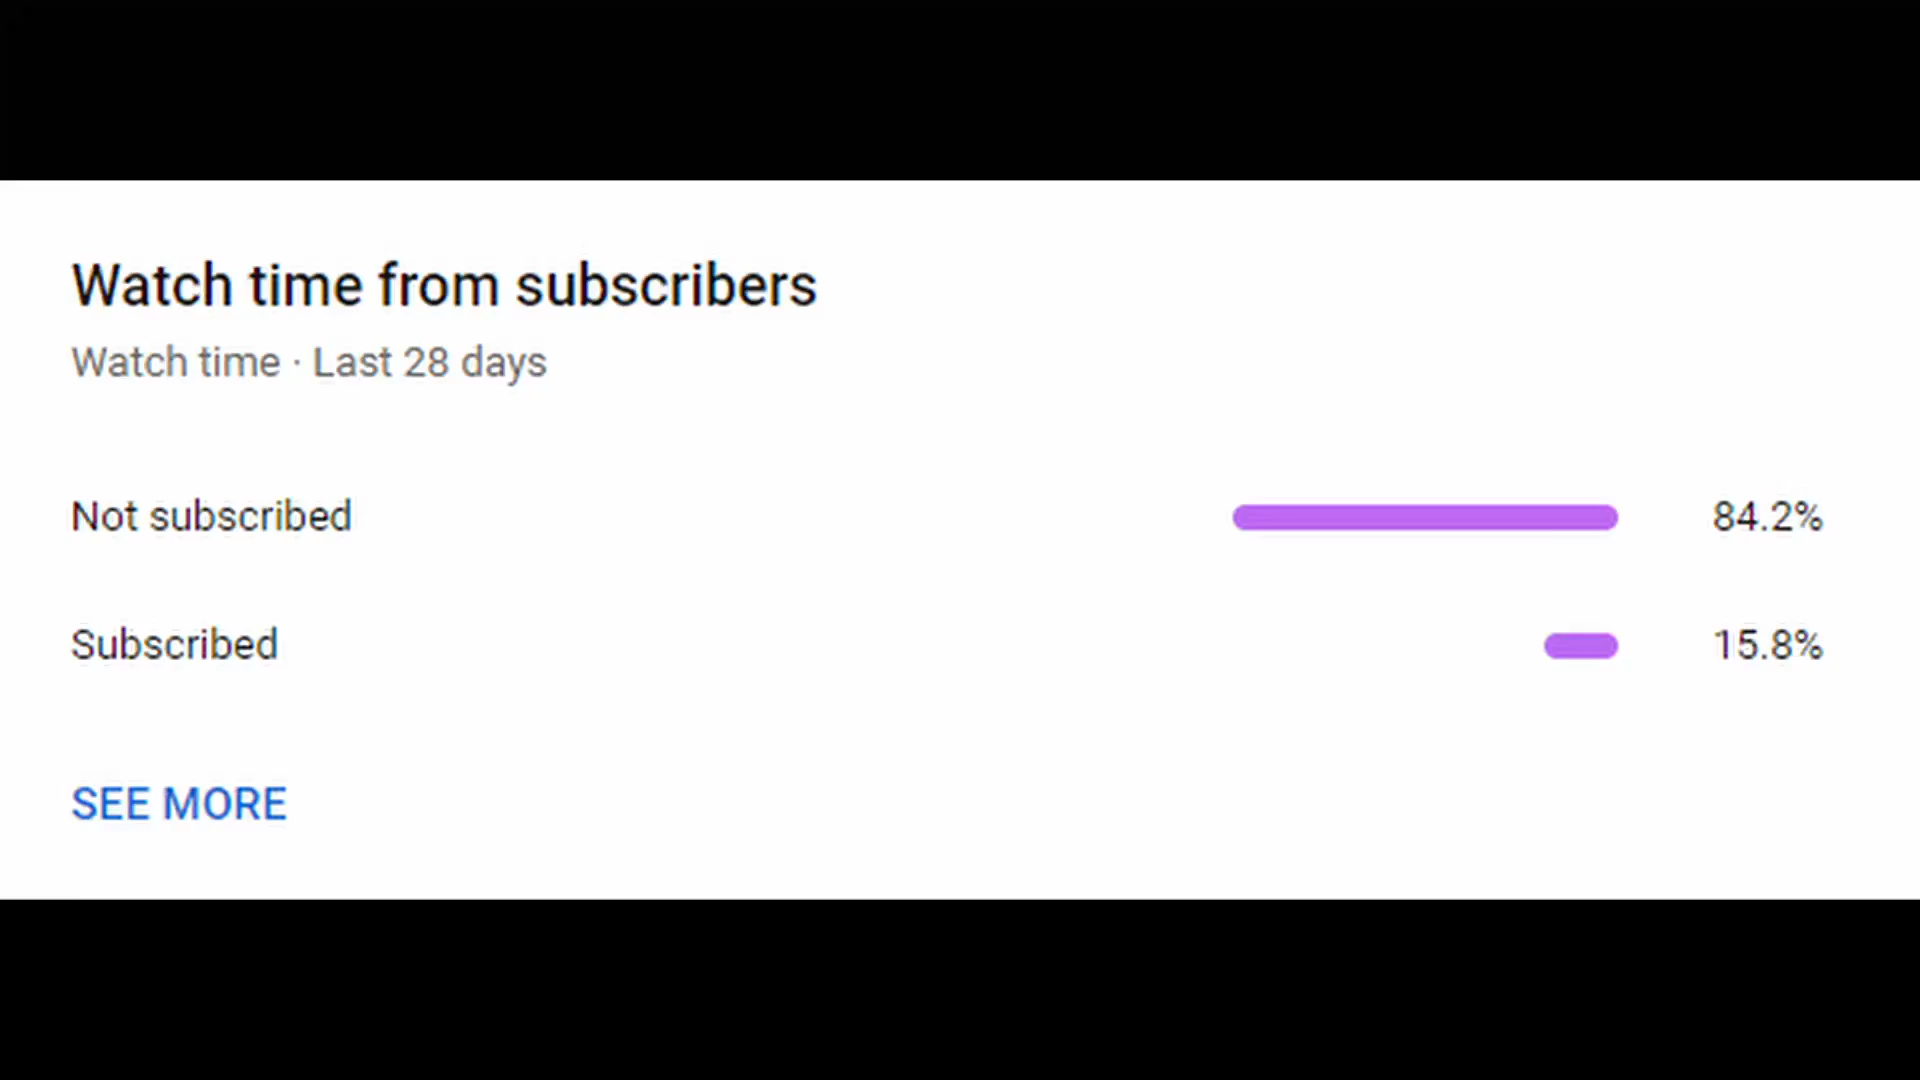 Watch time from subscribers
Watch time · Last 28 days
Not subscribed 84.2%
Subscribed 15.8%
SEE MORE